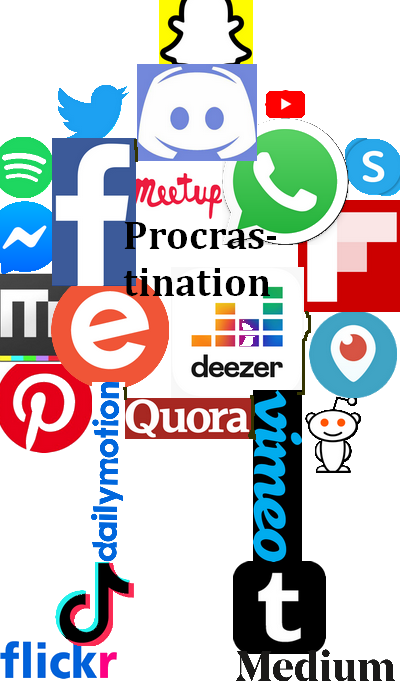 f
meetup
S
Procras-
tination
m
e
deezer
Quora
dailymotion
vimeo
t
flickr
Medium